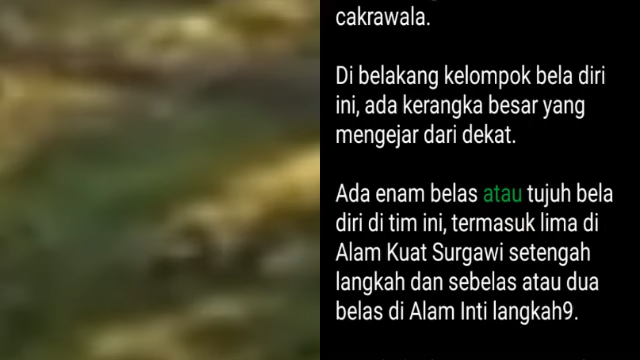 cakrawala.
Di belakang kelompok bela diri
ini, ada kerangka besar yang
mengejar dari dekat.
Ada enam belas atau tujuh bela
diri di tim ini, termasuk lima di
Alam Kuat Surgawi setengah
langkah dan sebelas atau dua
belas di Alam Inti langkah9.